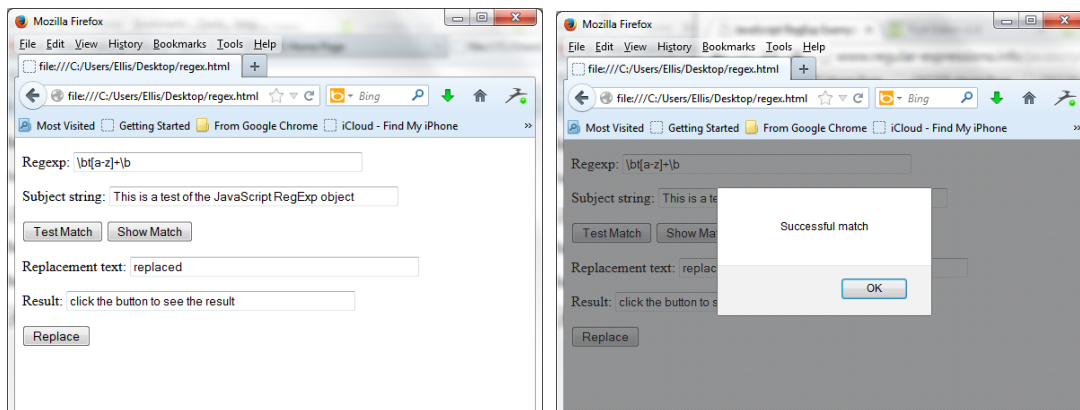 Mozilla Firefox
File Edit View History Bookmarks Tools Help
file:///C:/Users/Ellis/Desktop/regex.html +
file:///C:/Users/Ellis/Desktop/regex.html Bing
Most Visited Getting Started From Google Chrome iCloud - Find My iPhone »
Regexp: \bt[a-z]+\b
Subject string: This is a test of the JavaScript RegExp object
Test Match Show Match
Replacement text: replaced
Result: click the button to see the result
Replace
Mozilla Firefox
File Edit View History Bookmarks Tools Help
file:///C:/Users/Ellis/Desktop/regex.html +
file:///C:/Users/Ellis/Desktop/regex.html Bing
Most Visited Getting Started From Google Chrome iCloud - Find My iPhone »
Regexp: \bt[a-z]+\b
Subject string: This is a te
Test Match Show Ma
Replacement text: replac
Result: click the button to s
Replace
Successful match
OK